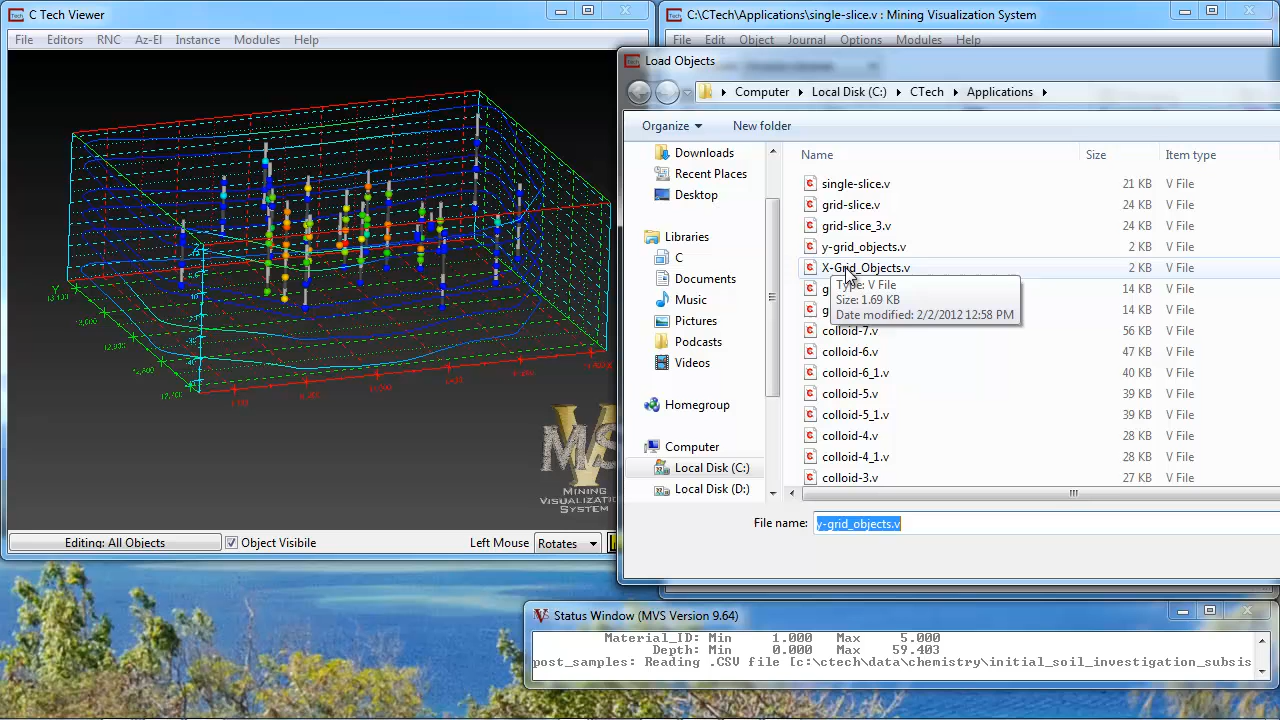 C Tech Viewer
File Editors RNC Az-El Instance Modules Help
Y
MVS
MINING
VISUALIZATION
SYSTEM
Editing: All Objects
Object Visibile
Left Mouse
Rotates
C:\CTech\Applications\single-slice.v : Mining Visualization System
File Edit Object Journal Options Modules Help
Load Objects
Computer Local Disk (C:) CTech Applications
Organize New folder
Downloads
Recent Places
Desktop
Libraries
C
Documents
Music
Pictures
Podcasts
Videos
Homegroup
Computer
Local Disk (C:)
Local Disk (D:)
Name Size Item type
single-slice.v 21 KB V File
grid-slice.v 24 KB V File
grid-slice_3.v 24 KB V File
y-grid_objects.v 2 KB V File
X-Grid_Objects.v 2 KB V File
14 KB V File
14 KB V File
colloid-7.v 56 KB V File
colloid-6.v 47 KB V File
colloid-6_1.v 40 KB V File
colloid-5.v 39 KB V File
colloid-5_1.v 39 KB V File
colloid-4.v 28 KB V File
colloid-4_1.v 28 KB V File
colloid-3.v 27 KB V File
Type: V File
Size: 1.69 KB
Date modified: 2/2/2012 12:58 PM
File name: y-grid_objects.v
Status Window (MVS Version 9.64)
Material_ID: Min 1.000 Max 5.000
Depth: Min 0.000 Max 59.403
post_samples: Reading .CSV file [c:\ctech\data\chemistry\initial_soil_investigation_subsis